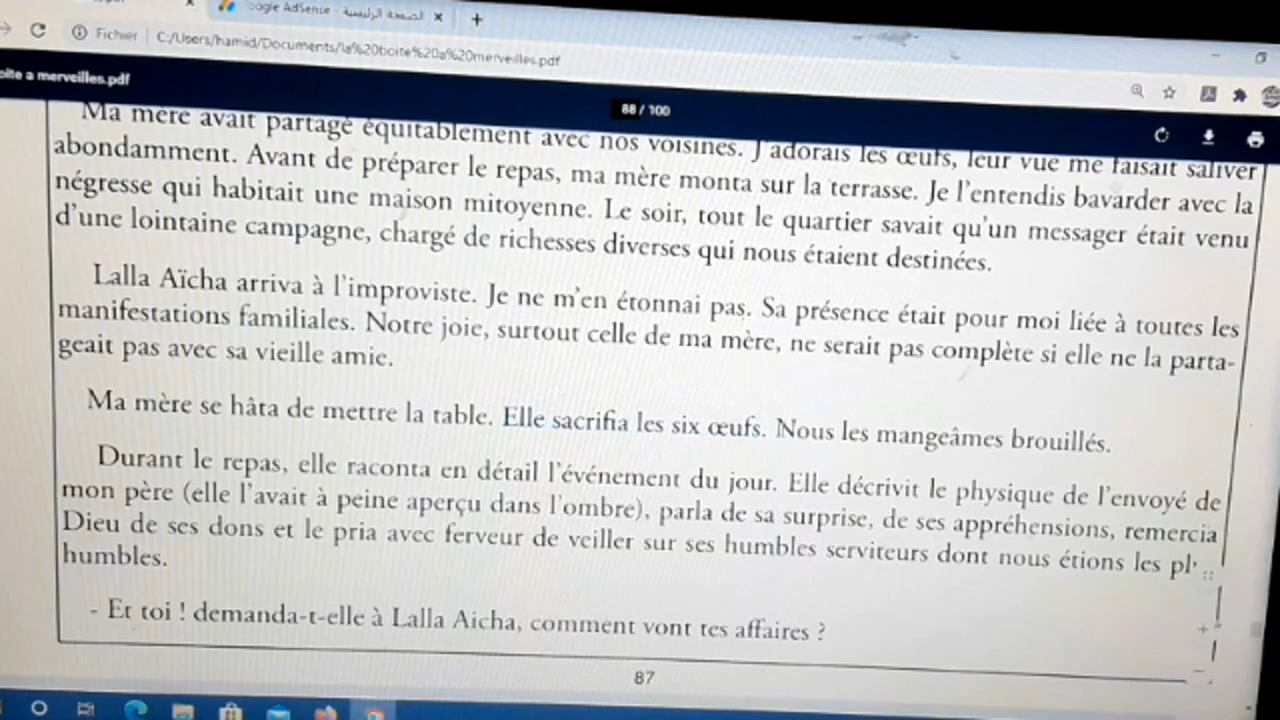 Google AdSense - الصفحة الرئيسية
Fichier C:/Users/hamid/Documents/la%20boite%20a%20merveilles.pdf
oite a merveilles.pdf
88 / 100
Ma mère avait partagé équitablement avec nos voisines. J'adorais les œufs, leur vue me faisait saliver
abondamment. Avant de préparer le repas, ma mère monta sur la terrasse. Je l'entendis bavarder avec la
négresse qui habitait une maison mitoyenne. Le soir, tout le quartier savait qu'un messager était venu
d'une lointaine campagne, chargé de richesses diverses qui nous étaient destinées.
Lalla Aïcha arriva à l'improviste. Je ne m'en étonnai pas. Sa présence était pour moi liée à toutes les
manifestations familiales. Notre joie, surtout celle de ma mère, ne serait pas complète si elle ne la parta-
geait pas avec sa vieille amie.
Ma mère se hâta de mettre la table. Elle sacrifia les six œufs. Nous les mangeâmes brouillés.
Durant le repas, elle raconta en détail l'événement du jour. Elle décrivit le physique de l'envoyé de
mon père (elle l'avait à peine aperçu dans l'ombre), parla de sa surprise, de ses appréhensions, remercia
Dieu de ses dons et le pria avec ferveur de veiller sur ses humbles serviteurs dont nous étions les
humbles.
- Et toi ! demanda-t-elle à Lalla Aicha, comment vont tes affaires ?
87